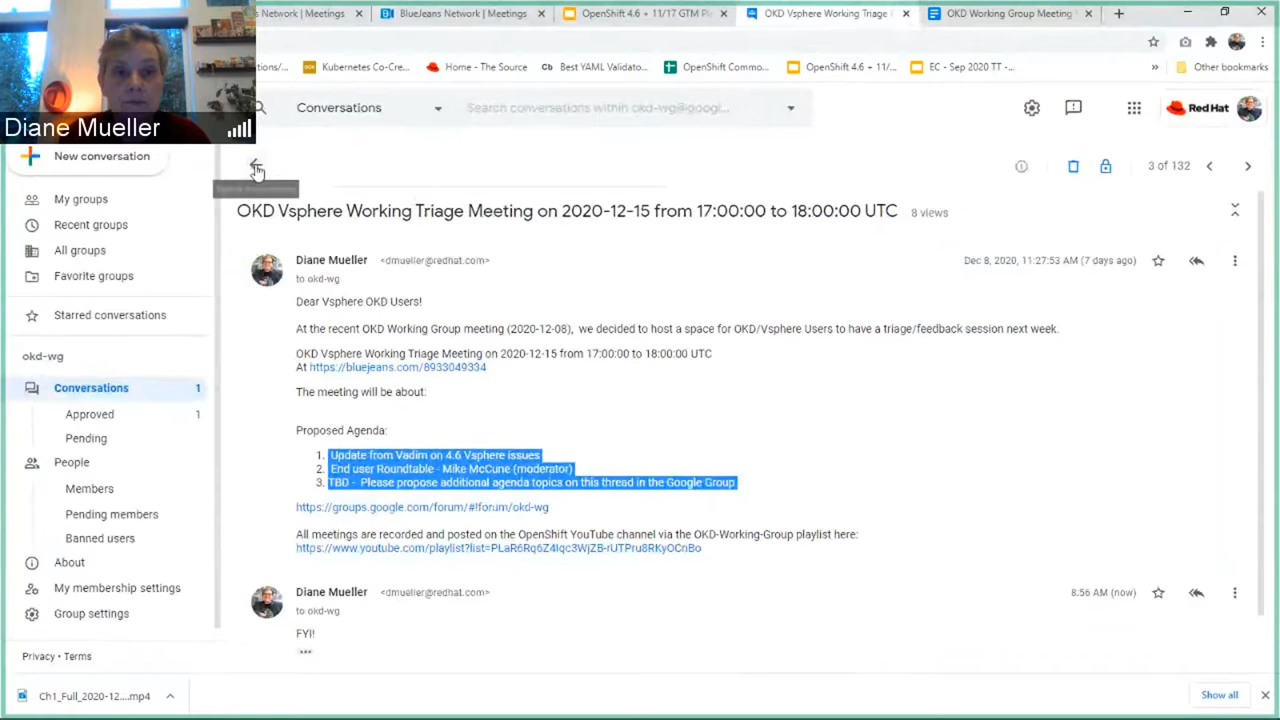 s Network | Meetings
BlueJeans Network | Meetings
OpenShift 4.6 + 11/17 GTM Pl
OKD Vsphere Working Triage
OKD Working Group Meeting
Kubernetes Co-Cre...
Home - The Source
Best YAML Validato...
OpenShift Commo...
OpenShift 4.6 + 11/...
EC - Sep 2020 TT -...
»
Other bookmarks
Diane Mueller
Conversations
Search conversations within okd-wg@googl...
Red Hat
New conversation
3 of 132
My groups
Recent groups
All groups
Favorite groups
Starred conversations
okd-wg
Conversations 1
Approved 1
Pending
People
Members
Pending members
Banned users
About
My membership settings
Group settings
Privacy • Terms
OKD Vsphere Working Triage Meeting on 2020-12-15 from 17:00:00 to 18:00:00 UTC 8 views
Diane Mueller <dmueller@redhat.com> Dec 8, 2020, 11:27:53 AM (7 days ago)
to okd-wg
Dear Vsphere OKD Users!
At the recent OKD Working Group meeting (2020-12-08), we decided to host a space for OKD/Vsphere Users to have a triage/feedback session next week.
OKD Vsphere Working Triage Meeting on 2020-12-15 from 17:00:00 to 18:00:00 UTC
At https://bluejeans.com/8933049334
The meeting will be about:
Proposed Agenda:
1. Update from Vadim on 4.6 Vsphere issues
2. End user Roundtable - Mike McCune (moderator)
3. TBD - Please propose additional agenda topics on this thread in the Google Group
https://groups.google.com/forum/#!forum/okd-wg
All meetings are recorded and posted on the OpenShift YouTube channel via the OKD-Working-Group playlist here:
https://www.youtube.com/playlist?list=PLaR6Rq6Z4Iqc3WjZB-rUTPru8RKyOCnBo
Diane Mueller <dmueller@redhat.com> 8:56 AM (now)
to okd-wg
FYI!
Ch1_Full_2020-12....mp4
Show all